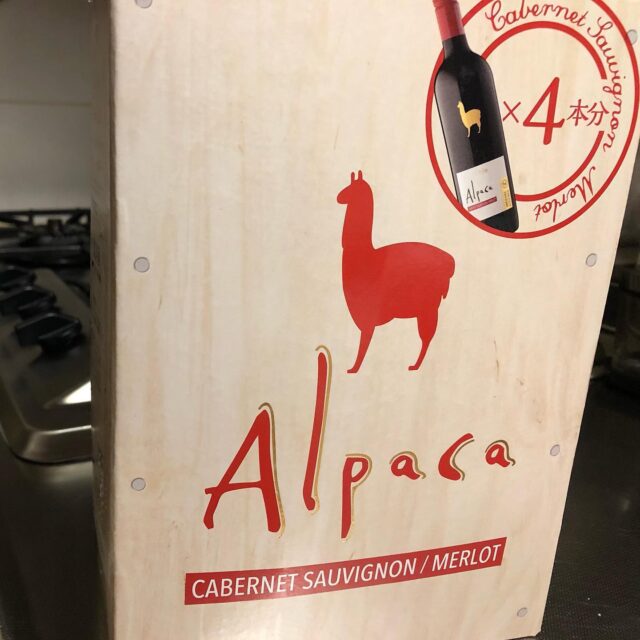 Cabernet Sauvignon Merlot
×4本分
Alpaca
Alpaca
CABERNET SAUVIGNON / MERLOT